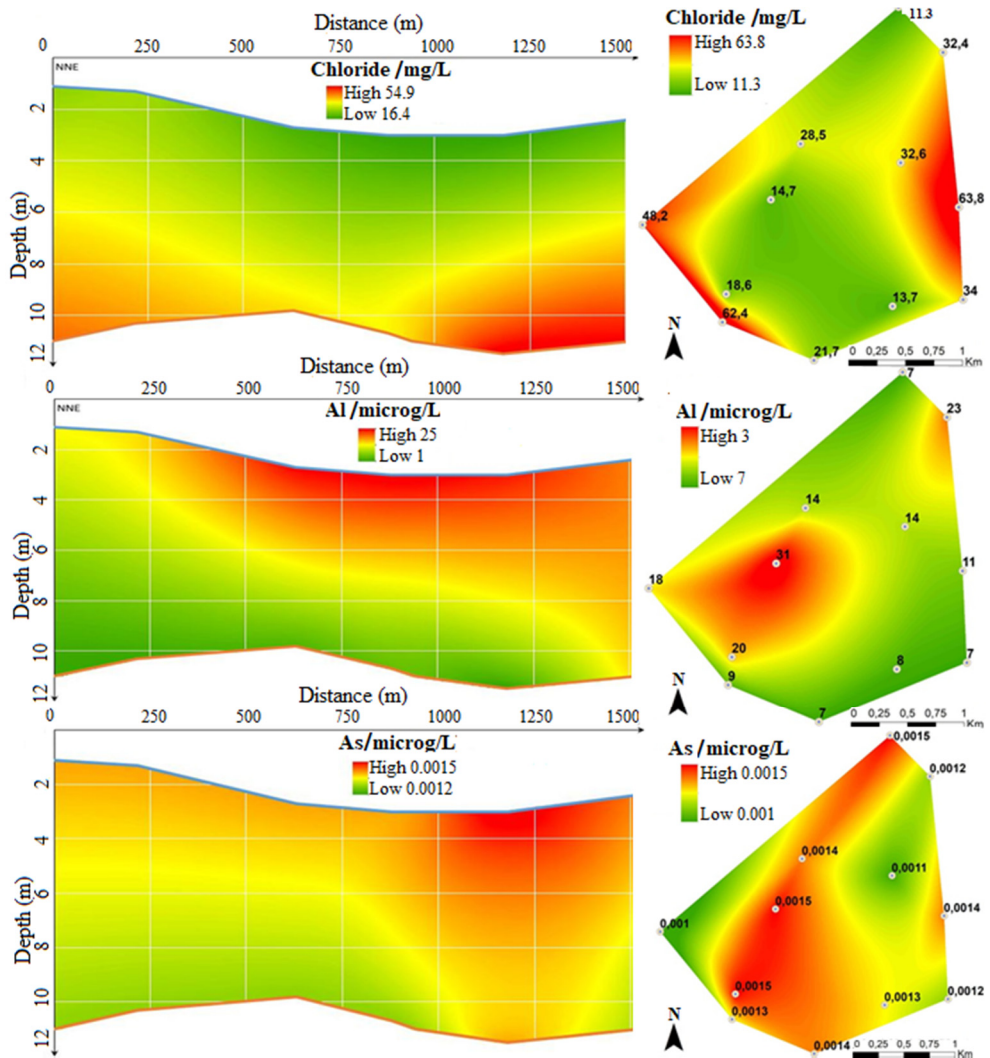 Distance (m)
0 250 500 750 1000 1250 1500
NNE
Chloride /mg/L
High 54.9
Low 16.4
Depth (m)
2
4
6
8
10
12
Chloride /mg/L
High 63.8
Low 11.3
11.3
32,4
28,5
32,6
14,7
63,8
48,2
18,6
13,7
34
62,4
21,7
N
0 0,25 0,5 0,75 1
Km
Distance (m)
0 250 500 750 1000 1250 1500
NNE
Al /microg/L
High 25
Low 1
Depth (m)
2
4
6
8
10
12
Al /microg/L
High 3
Low 7
7
23
14
14
31
11
18
20
8
7
9
7
N
0 0,25 0,5 0,75 1
Km
Distance (m)
0 250 500 750 1000 1250 1500
As/microg/L
High 0.0015
Low 0.0012
Depth (m)
2
4
6
8
10
12
As /microg/L
High 0.0015
Low 0.001
0,0015
0,0012
0,0014
0,0011
0,0015
0,0014
0,001
0,0015
0,0013
0,0012
0,0013
0,0014
N
0 0,25 0,5 0,75 1
Km